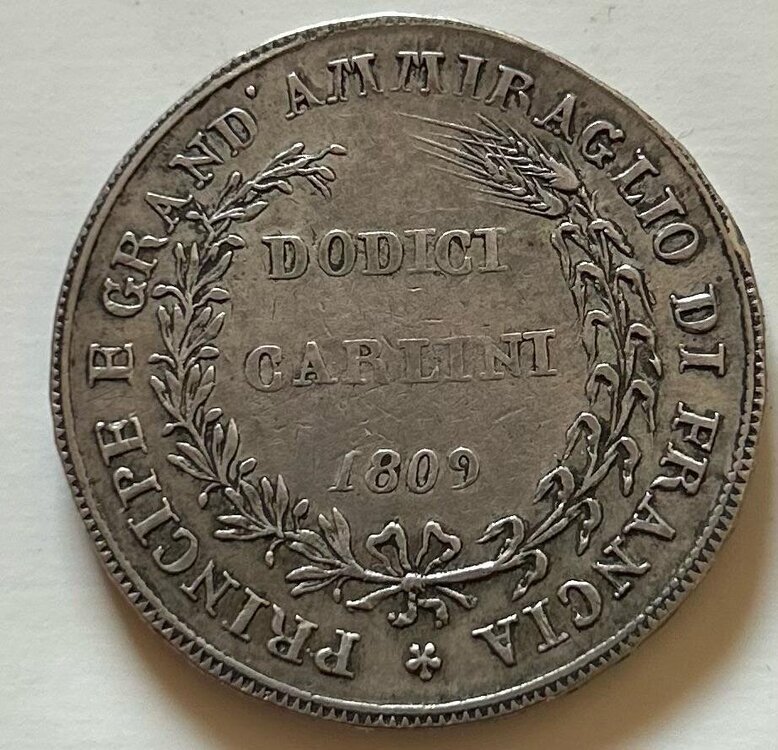 PRINCIPE E GRAND' AMMIRAGLIO DI FRANCIA
DODICI
CARLINI
1809